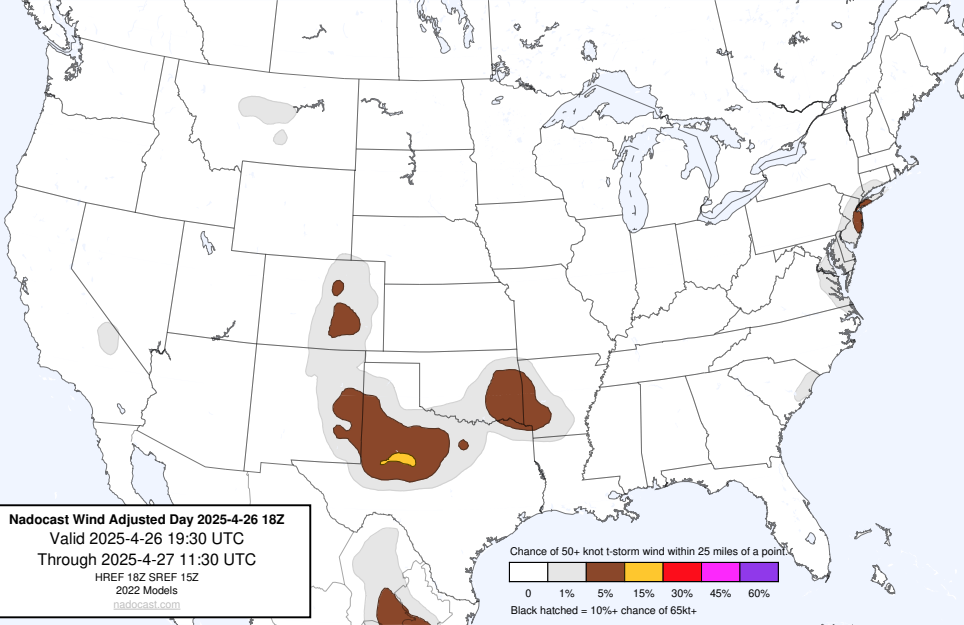 Nadocast Wind Adjusted Day 2025-4-26 18Z
Valid 2025-4-26 19:30 UTC
Through 2025-4-27 11:30 UTC
HREF 18Z SREF 15Z
2022 Models
nadocast.com
Chance of 50+ knot t-storm wind within 25 miles of a point.
0 1% 5% 15% 30% 45% 60%
Black hatched = 10%+ chance of 65kt+